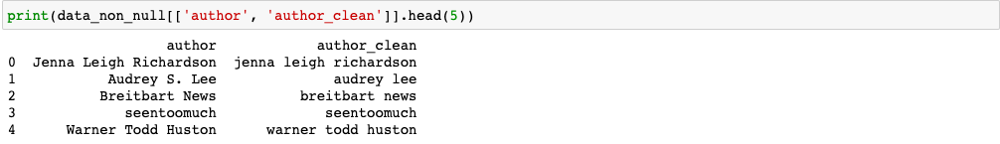 print(data_non_null[['author', 'author_clean']].head(5))
author author_clean
0 Jenna Leigh Richardson jenna leigh richardson
1 Audrey S. Lee audrey lee
2 Breitbart News breitbart news
3 seentoomuch seentoomuch
4 Warner Todd Huston warner todd huston